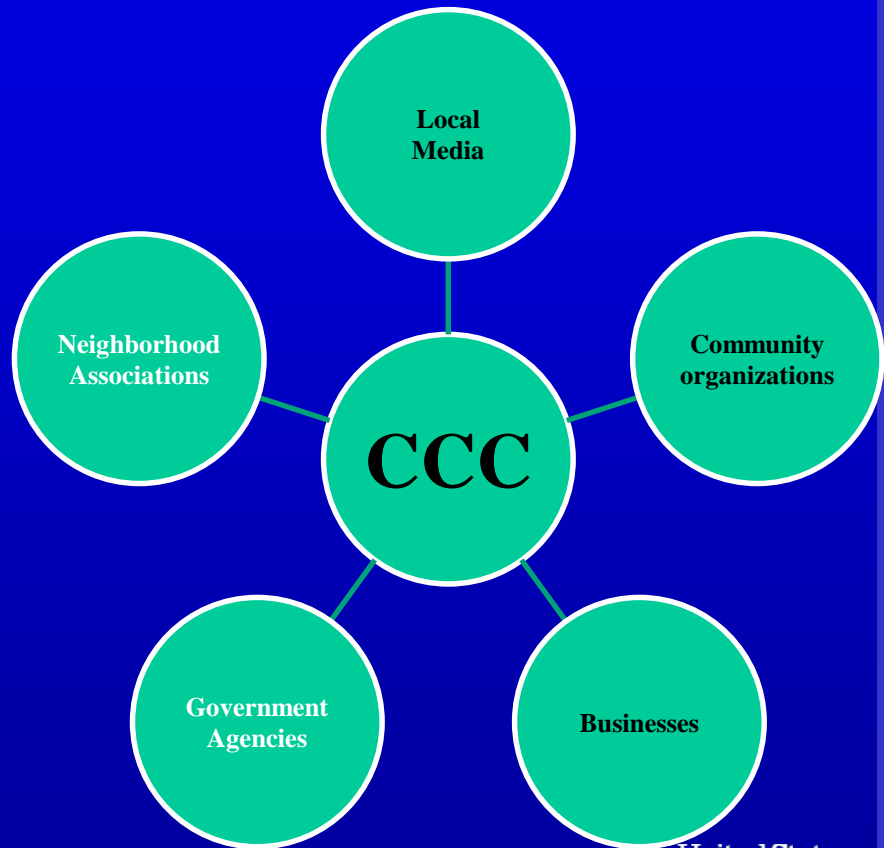 Local
Media
Neighborhood
Associations
Community
organizations
CCC
Government
Agencies
Businesses